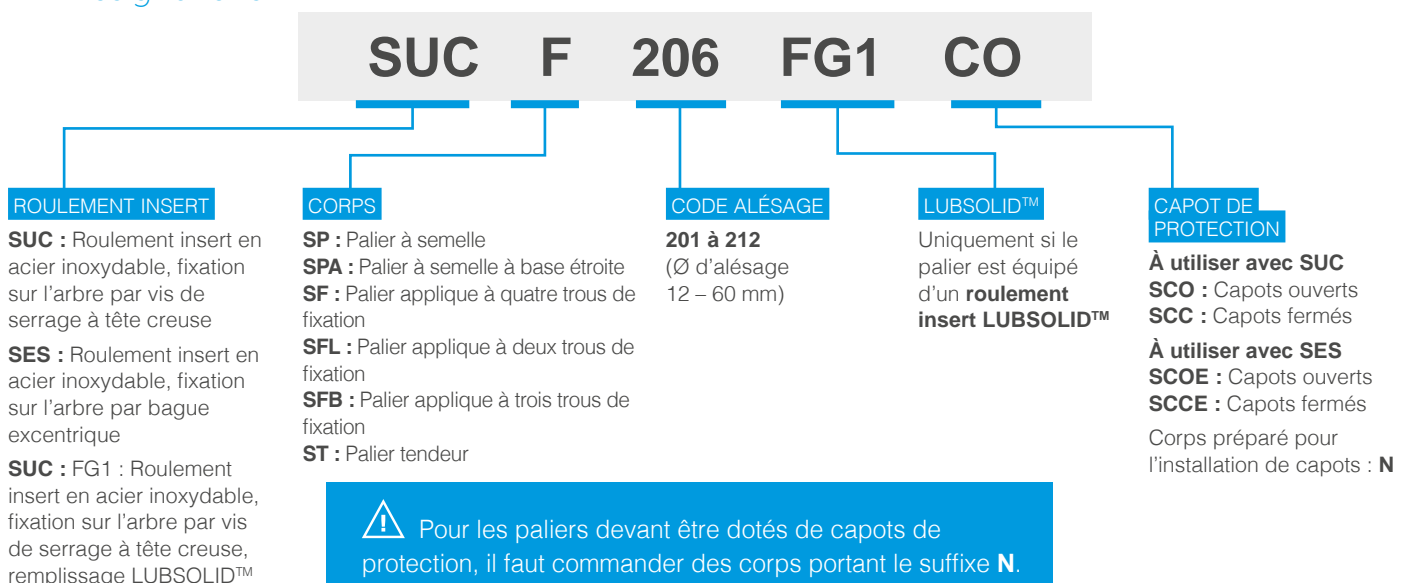 SUC F 206 FG1 CO
ROULEMENT INSERT
SUC : Roulement insert en
acier inoxydable, fixation
sur l'arbre par vis de
serrage à tête creuse
SES : Roulement insert en
acier inoxydable, fixation
sur l'arbre par bague
excentrique
SUC : FG1 : Roulement
insert en acier inoxydable,
fixation sur l'arbre par vis
de serrage à tête creuse,
remplissage LUBSOLID™
CORPS
SP : Palier à semelle
SPA : Palier à semelle à base étroite
SF : Palier applique à quatre trous de
fixation
SFL : Palier applique à deux trous de
fixation
SFB : Palier applique à trois trous de
fixation
ST : Palier tendeur
CODE ALÉSAGE
201 à 212
(Ø d'alésage
12 – 60 mm)
LUBSOLID™
Uniquement si le
palier est équipé
d'un roulement
insert LUBSOLID™
CAPOT DE
PROTECTION
À utiliser avec SUC
SCO : Capots ouverts
SCC : Capots fermés
À utiliser avec SES
SCOE : Capots ouverts
SCCE : Capots fermés
Corps préparé pour
l'installation de capots : N
Pour les paliers devant être dotés de capots de
protection, il faut commander des corps portant le suffixe N.